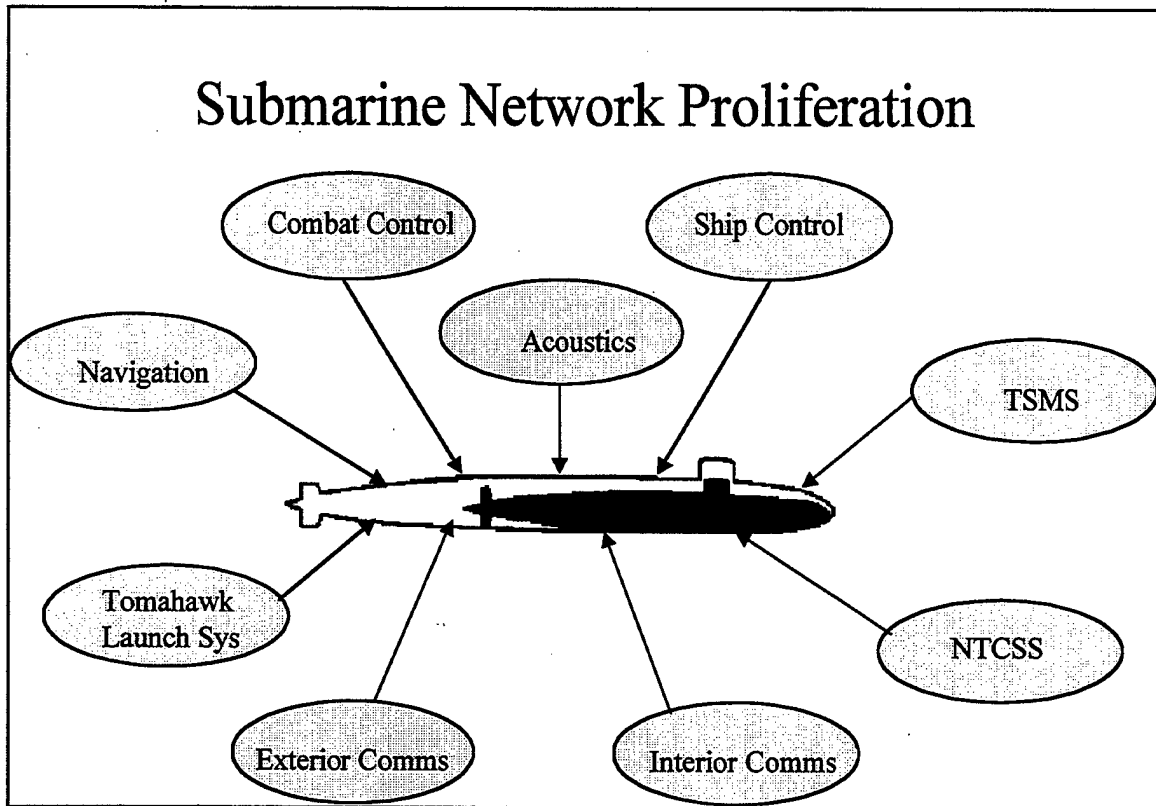 Submarine Network Proliferation
Combat Control
Ship Control
Acoustics
Navigation
TSMS
Tomahawk
Launch Sys
NTCSS
Exterior Comms
Interior Comms